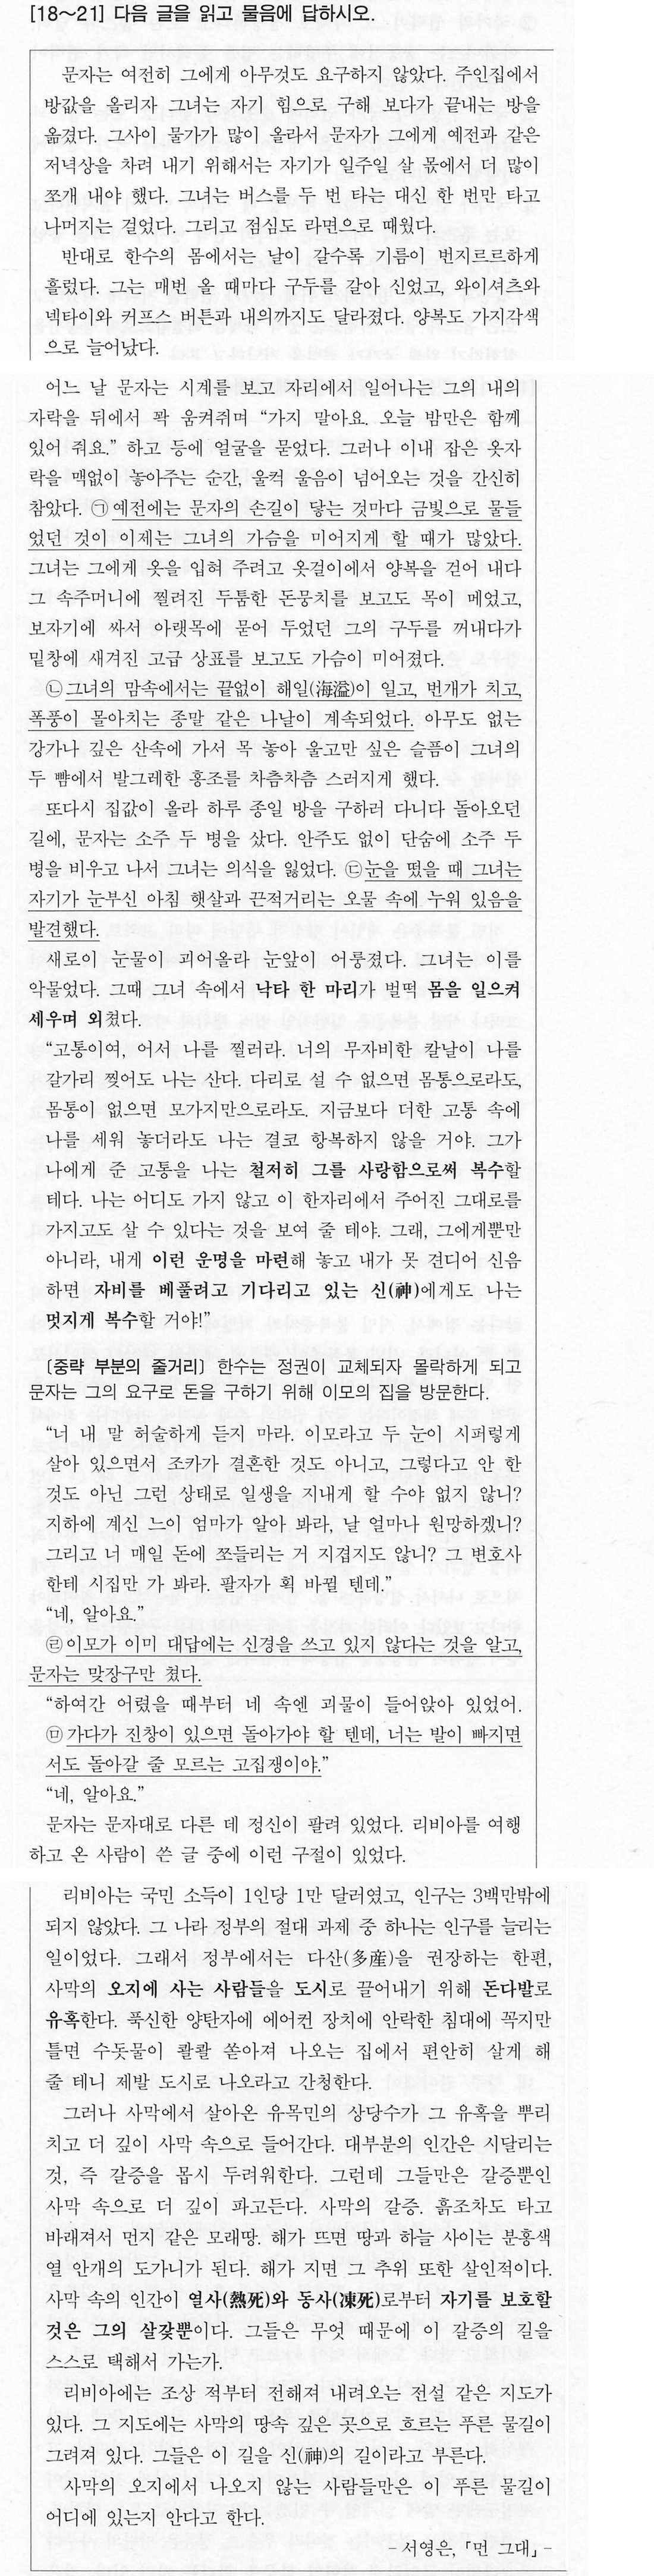 [18~21] 다음 글을 읽고 물음에 답하시오.
문자는 여전히 그에게 아무것도 요구하지 않았다. 주인집에서
방값을 올리자 그녀는 자기 힘으로 구해 보다가 끝내는 방을
옮겼다. 그사이 물가가 많이 올라서 문자가 그에게 예전과 같은
저녁상을 차려 내기 위해서는 자기가 일주일 살 몫에서 더 많이
쪼개 내야 했다. 그녀는 버스를 두 번 타는 대신 한 번만 타고
나머지는 걸었다. 그리고 점심도 라면으로 때웠다.
반대로 한수의 몸에서는 날이 갈수록 기름이 번지르르하게
흘렀다. 그는 매번 올 때마다 구두를 갈아 신었고, 와이셔츠와
넥타이와 커프스 버튼과 내의까지도 달라졌다. 양복도 가지각색
으로 늘어났다.
어느 날 문자는 시계를 보고 자리에서 일어나는 그의 내의
자락을 뒤에서 꽉 움켜쥐며 “가지 말아요. 오늘 밤만은 함께
있어 줘요.” 하고 등에 얼굴을 묻었다. 그러나 이내 잡은 옷자
락을 맥없이 놓아주는 순간, 울컥 울음이 넘어오는 것을 간신히
참았다. ㉠예전에는 문자의 손길이 닿는 것마다 금빛으로 물들
었던 것이 이제는 그녀의 가슴을 미어지게 할 때가 많았다.
그녀는 그에게 옷을 입혀 주려고 옷걸이에서 양복을 걷어 내다
그 속주머니에 찔려진 두툼한 돈뭉치를 보고도 목이 메었고,
보자기에 싸서 아랫목에 묻어 두었던 그의 구두를 꺼내다가
밑창에 새겨진 고급 상표를 보고도 가슴이 미어졌다.
㉡그녀의 맘속에서는 끝없이 해일(海溢)이 일고, 번개가 치고,
폭풍이 몰아치는 종말 같은 나날이 계속되었다. 아무도 없는
강가나 깊은 산속에 가서 목 놓아 울고만 싶은 슬픔이 그녀의
두 뺨에서 발그레한 홍조를 차츰차츰 스러지게 했다.
또다시 집값이 올라 하루 종일 방을 구하러 다니다 돌아오던
길에, 문자는 소주 두 병을 샀다. 안주도 없이 단숨에 소주 두
병을 비우고 나서 그녀는 의식을 잃었다. ㉢눈을 떴을 때 그녀는
자기가 눈부신 아침 햇살과 끈적거리는 오물 속에 누워 있음을
발견했다.
새로이 눈물이 괴어올라 눈앞이 어룽졌다. 그녀는 이를
악물었다. 그때 그녀 속에서 낙타 한 마리가 벌떡 몸을 일으켜
세우며 외쳤다.
“고통이여, 어서 나를 찔러라. 너의 무자비한 칼날이 나를
갈가리 찢어도 나는 산다. 다리로 설 수 없으면 몸통으로라도,
몸통이 없으면 모가지만으로라도. 지금보다 더한 고통 속에
나를 세워 놓더라도 나는 결코 항복하지 않을 거야. 그가
나에게 준 고통을 나는 철저히 그를 사랑함으로써 복수할
테다. 나는 어디도 가지 않고 이 한자리에서 주어진 그대로를
가지고도 살 수 있다는 것을 보여 줄 테야. 그래, 그에게뿐만
아니라, 내게 이런 운명을 마련해 놓고 내가 못 견디어 신음
하면 자비를 베풀려고 기다리고 있는 신(神)에게도 나는
멋지게 복수할 거야!”
〔중략 부분의 줄거리〕 한수는 정권이 교체되자 몰락하게 되고
문자는 그의 요구로 돈을 구하기 위해 이모의 집을 방문한다.
“너 내 말 허술하게 듣지 마라. 이모라고 두 눈이 시퍼렇게
살아 있으면서 조카가 결혼한 것도 아니고, 그렇다고 안 한
것도 아닌 그런 상태로 일생을 지내게 할 수야 없지 않니?
지하에 계신 느이 엄마가 알아 봐라, 날 얼마나 원망하겠니?
그리고 너 매일 돈에 쪼들리는 거 지겹지도 않니? 그 변호사
한테 시집만 가 봐라. 팔자가 획 바뀔 텐데.”
“네, 알아요.”
㉣이모가 이미 대답에는 신경을 쓰고 있지 않다는 것을 알고,
문자는 맞장구만 쳤다.
“하여간 어렸을 때부터 네 속엔 괴물이 들어앉아 있었어.
㉤가다가 진창이 있으면 돌아가야 할 텐데, 너는 발이 빠지면
서도 돌아갈 줄 모르는 고집쟁이야.”
“네, 알아요.”
문자는 문자대로 다른 데 정신이 팔려 있었다. 리비아를 여행
하고 온 사람이 쓴 글 중에 이런 구절이 있었다.
리비아는 국민 소득이 1인당 1만 달러였고, 인구는 3백만밖에
되지 않았다. 그 나라 정부의 절대 과제 중 하나는 인구를 늘리는
일이었다. 그래서 정부에서는 다산(多産)을 권장하는 한편,
사막의 오지에 사는 사람들을 도시로 끌어내기 위해 돈다발로
유혹한다. 푹신한 양탄자에 에어컨 장치에 안락한 침대에 꼭지만
틀면 수돗물이 콸콸 쏟아져 나오는 집에서 편안히 살게 해
줄 테니 제발 도시로 나오라고 간청한다.
그러나 사막에서 살아온 유목민의 상당수가 그 유혹을 뿌리
치고 더 깊이 사막 속으로 들어간다. 대부분의 인간은 시달리는
것, 즉 갈증을 몹시 두려워한다. 그런데 그들만은 갈증뿐인
사막 속으로 더 깊이 파고든다. 사막의 갈증. 흙조차도 타고
바래져서 먼지 같은 모래땅. 해가 뜨면 땅과 하늘 사이는 분홍색
열 안개의 도가니가 된다. 해가 지면 그 추위 또한 살인적이다.
사막 속의 인간이 열사(熱死)와 동사(凍死)로부터 자기를 보호할
것은 그의 살갗뿐이다. 그들은 무엇 때문에 이 갈증의 길을
스스로 택해서 가는가.
리비아에는 조상 적부터 전해져 내려오는 전설 같은 지도가
있다. 그 지도에는 사막의 땅속 깊은 곳으로 흐르는 푸른 물길이
그려져 있다. 그들은 이 길을 신(神)의 길이라고 부른다.
사막의 오지에서 나오지 않는 사람들만은 이 푸른 물길이
어디에 있는지 안다고 한다.
- 서영은, 「먼 그대」 -